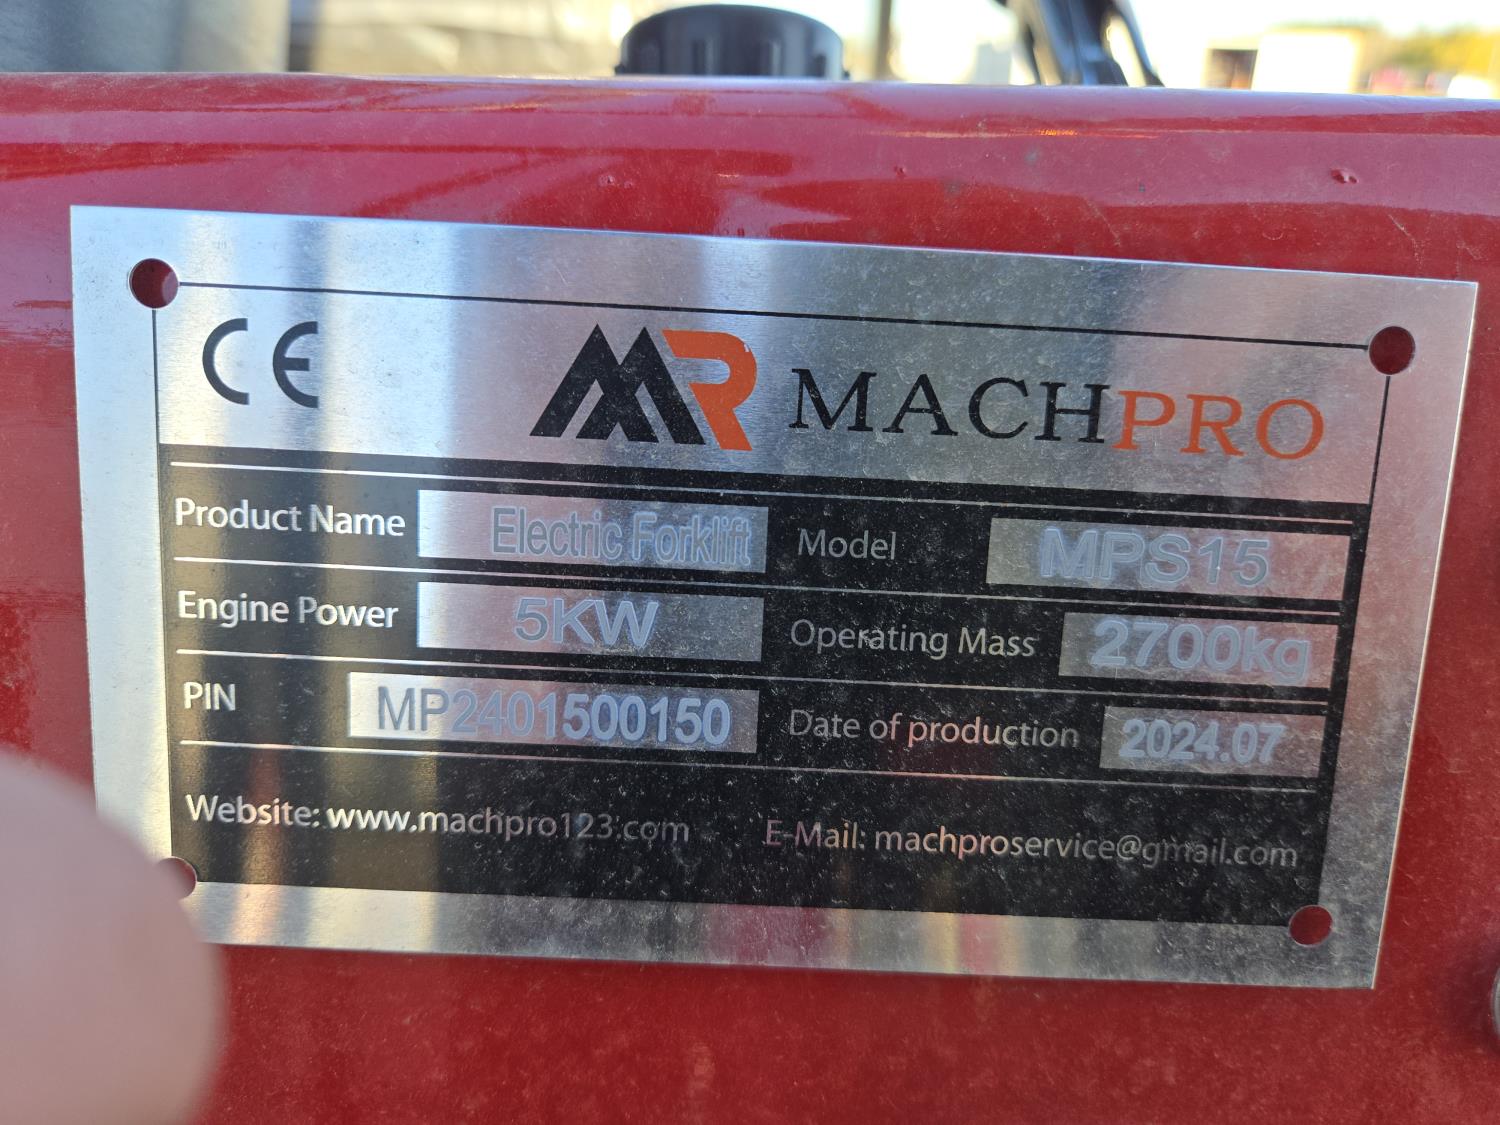 CE MR MACHPRO
Product Name Electric Forklift Model MPS15
Engine Power 5KW Operating Mass 2700kg
PIN MP2401500150 Date of production 2024.07
Website: www.machpro123.com E-Mail: machproservice@gmail.com